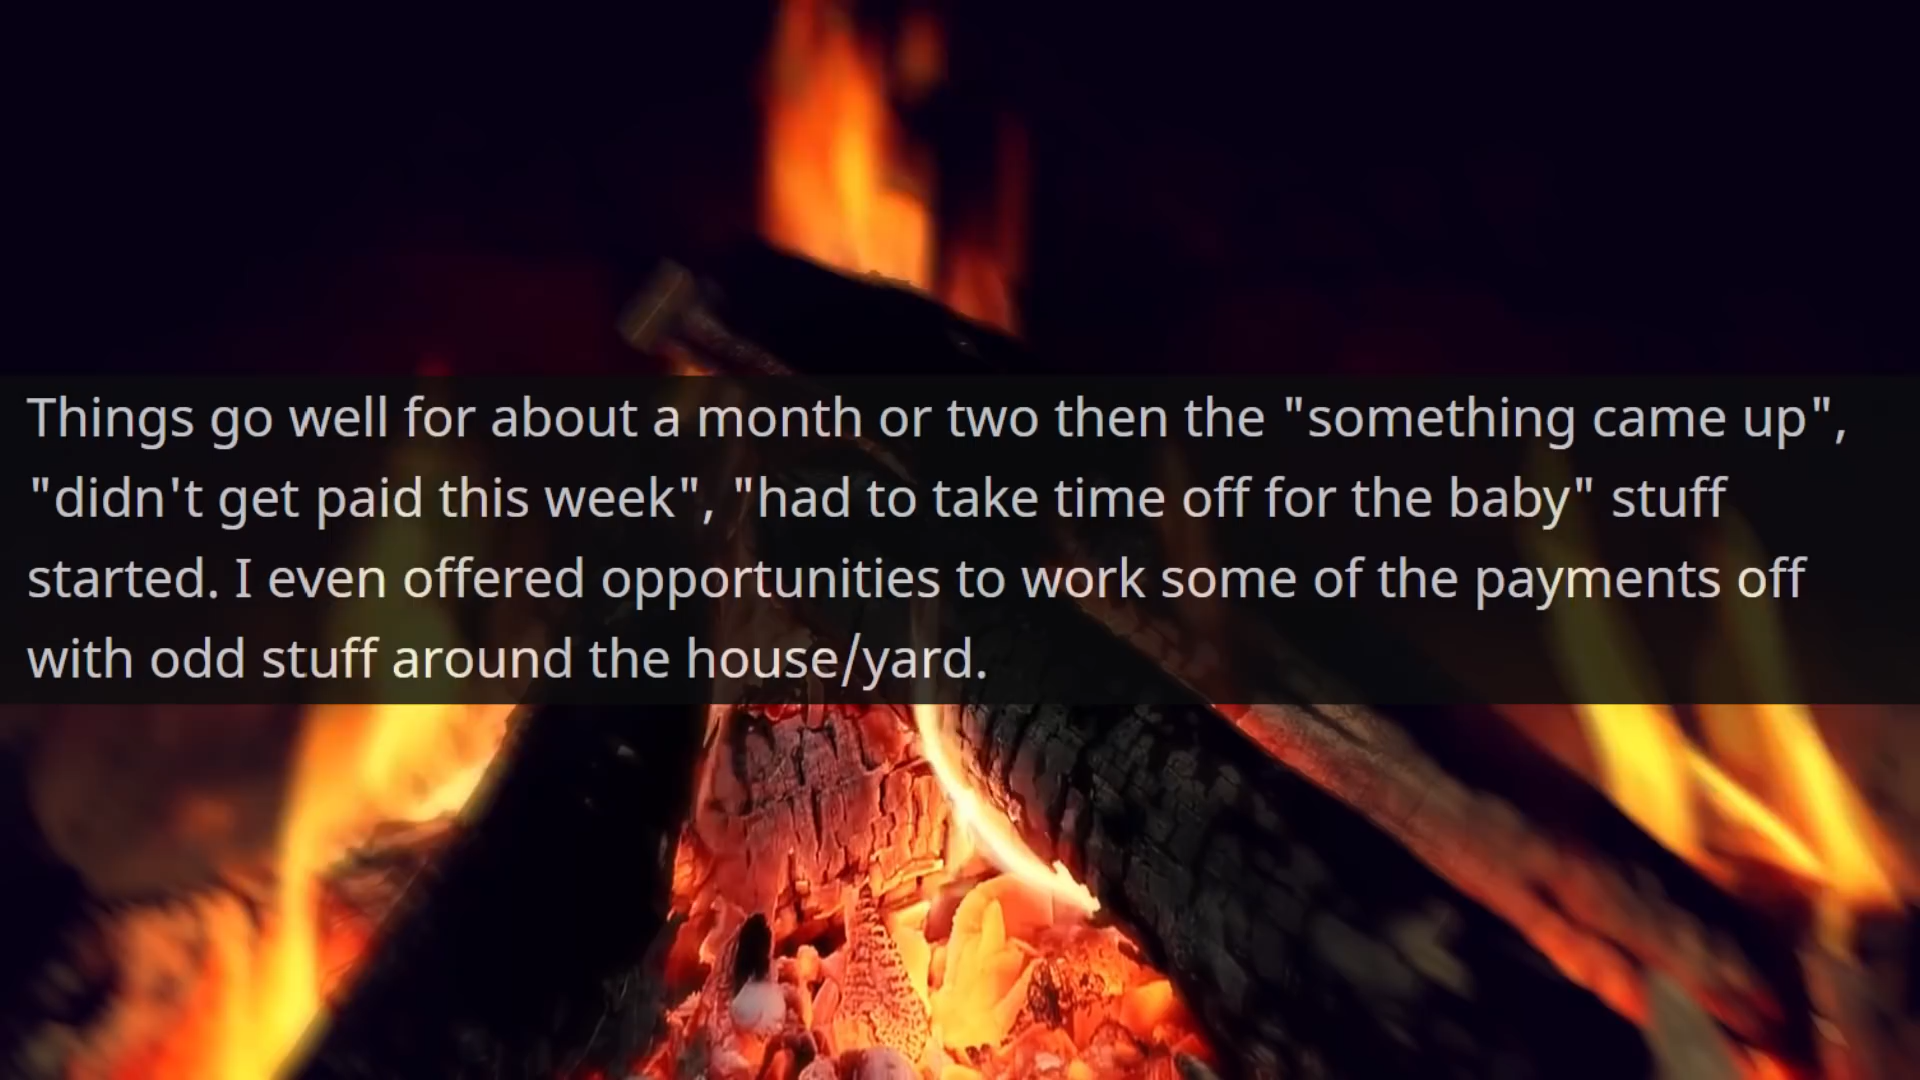 Things go well for about a month or two then the "something came up",
"didn't get paid this week", "had to take time off for the baby" stuff
started. I even offered opportunities to work some of the payments off
with odd stuff around the house/yard.